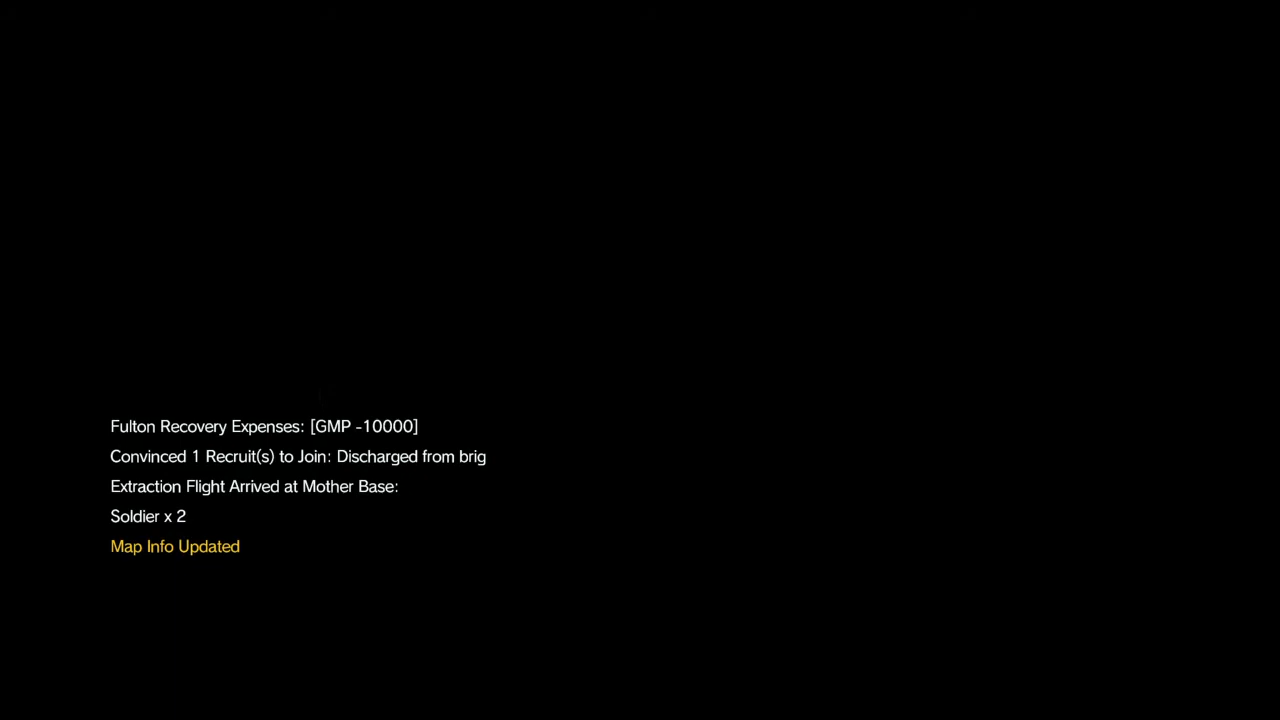 Fulton Recovery Expenses: [GMP -10000]
Convinced 1 Recruit(s) to Join: Discharged from brig
Extraction Flight Arrived at Mother Base:
Soldier x 2
Map Info Updated